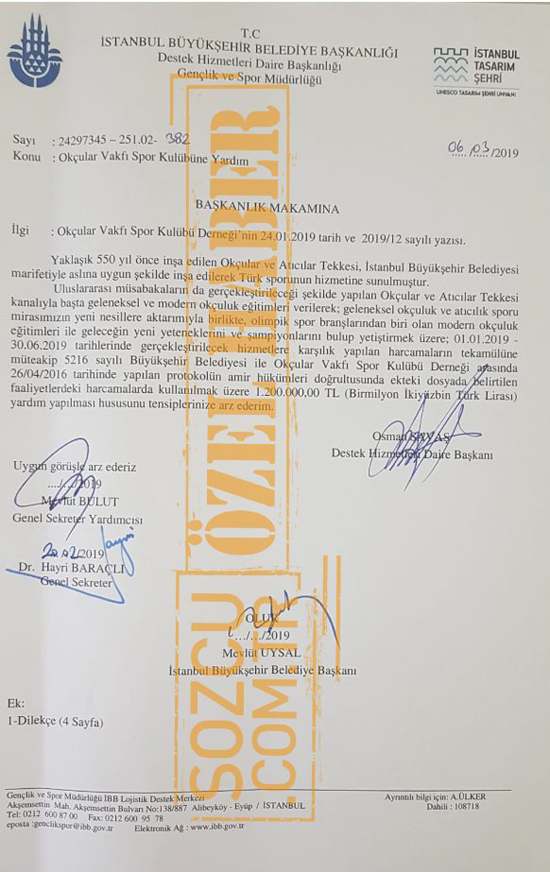 T.C
İSTANBUL BÜYÜKŞEHİR BELEDİYE BAŞKANLIĞI
Destek Hizmetleri Daire Başkanlığı
Gençlik ve Spor Müdürlüğü
İSTANBUL
TASARIM
ŞEHRİ
UNESCO TASARIM ŞEHRİ UNVANI
Sayı : 24297345 – 251.02- 382
06/03/2019
Konu : Okçular Vakfı Spor Kulübüne Yardım
BAŞKANLIK MAKAMINA
İlgi : Okçular Vakfı Spor Kulübü Derneği'nin 24.01.2019 tarih ve 2019/12 sayılı yazısı.
Yaklaşık 550 yıl önce inşa edilen Okçular ve Atıcılar Tekkesi, İstanbul Büyükşehir Belediyesi
marifetiyle aslına uygun şekilde inşa edilerek Türk sporunun hizmetine sunulmuştur.
Uluslararası müsabakaların da gerçekleştirileceği şekilde yapılan Okçular ve Atıcılar Tekkesi
kanalıyla başta geleneksel ve modern okçuluk eğitimleri verilerek; geleneksel okçuluk ve atıcılık sporu
mirasımızın yeni nesillere aktarımıyla birlikte, olimpik spor branşlarından biri olan modern okçuluk
eğitimleri ile geleceğin yeni yeteneklerini ve şampiyonlarını bulup yetiştirmek üzere; 01.01.2019 -
30.06.2019 tarihlerinde gerçekleştirilecek hizmetlere karşılık yapılan harcamaların tekamülüne
müteakip 5216 sayılı Büyükşehir Belediyesi ile Okçular Vakfı Spor Kulübü Derneği arasında
26/04/2016 tarihinde yapılan protokolün amir hükümleri doğrultusunda ekteki dosyada belirtilen
faaliyetlerdeki harcamalarda kullanılmak üzere 1.200.000,00 TL (Birmilyon İkiyüzbin Türk Lirası)
yardım yapılması hususunu tensiplerinize arz ederim.
Osman SAVAŞ
Destek Hizmetleri Daire Başkanı
Uygun görüşle arz ederiz
.../.../2019
Mevlüt BULUT
Genel Sekreter Yardımcısı
2019
Dr. Hayri BARAÇLI
Genel Sekreter
OLUR
.../.../2019
Mevlüt UYSAL
İstanbul Büyükşehir Belediye Başkanı
Ek:
1-Dilekçe (4 Sayfa)
Gençlik ve Spor Müdürlüğü İBB Lojistik Destek Merkezi
Akşemsettin Mah. Akşemsettin Bulvarı No:138/887 Alibeyköy - Eyüp / İSTANBUL
Tel: 0212 600 87 00 Fax: 0212 600 95 78
eposta :genclikspor@ibb.gov.tr Elektronik Ağ : www.ibb.gov.tr
Ayrıntılı bilgi için: A.ÜLKER
Dahili : 108718
SOZCU
.COM.TR
ÖZEL HABER